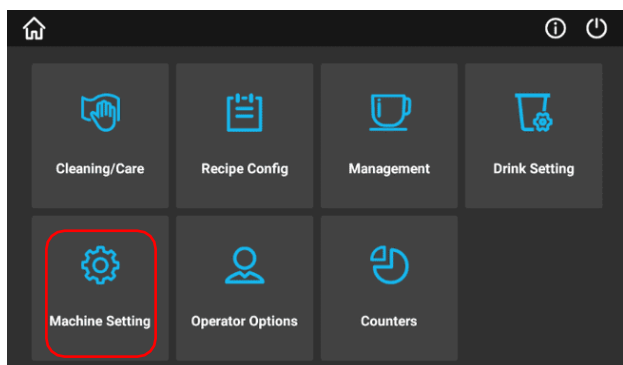 Cleaning/Care
Recipe Config
Management
Drink Setting
Machine Setting
Operator Options
Counters